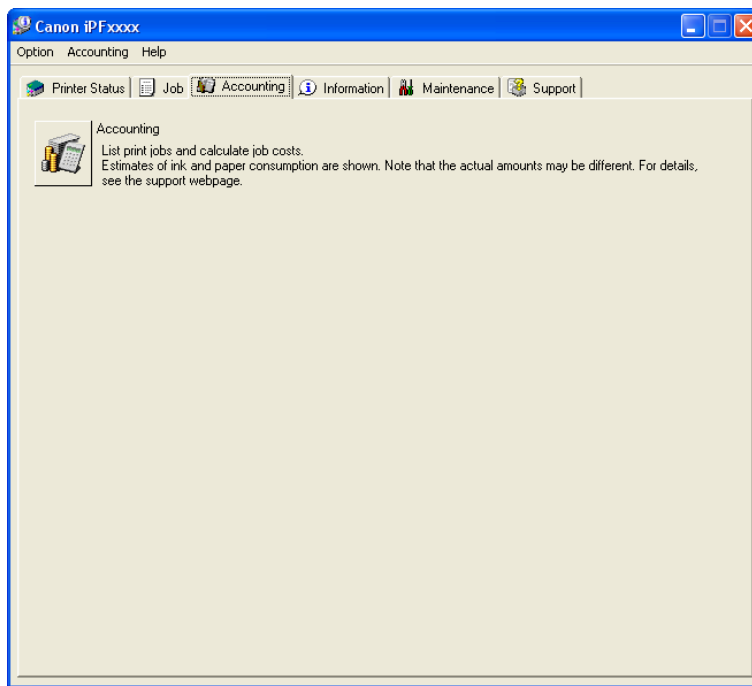 Canon iPFxxxx
Option Accounting Help
Printer Status Job Accounting Information Maintenance Support
Accounting
List print jobs and calculate job costs.
Estimates of ink and paper consumption are shown. Note that the actual amounts may be different. For details,
see the support webpage.